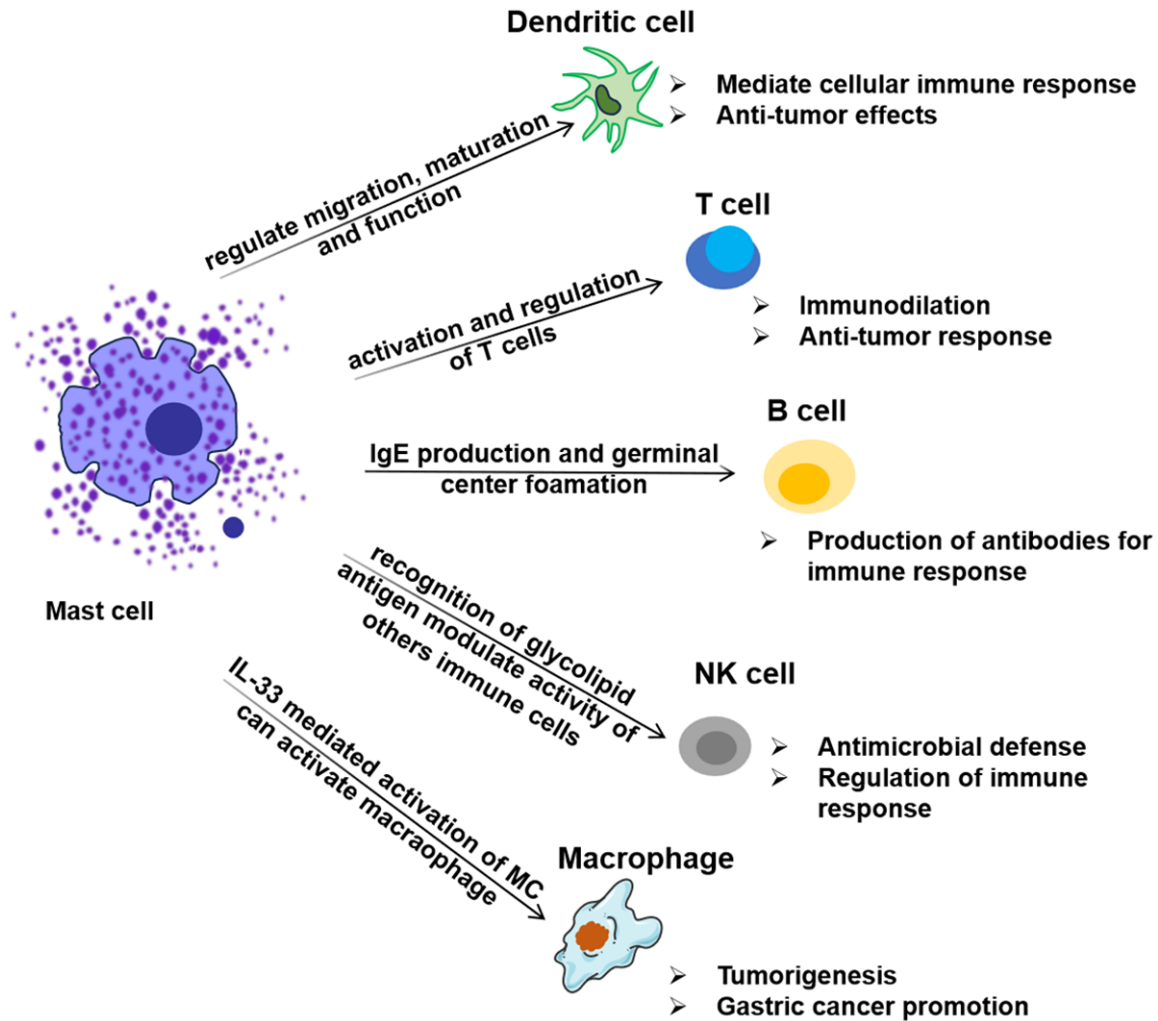 Dendritic cell
Mediate cellular immune response
Anti-tumor effects
regulate migration, maturation
and function
T cell
activation and regulation
of T cells
Immunodilation
Anti-tumor response
B cell
IgE production and germinal
center foamation
Production of antibodies for
immune response
Mast cell
recognition of glycolipid
antigen modulate activity of
others immune cells
NK cell
Antimicrobial defense
Regulation of immune
response
IL-33 mediated activation of MC
can activate macraophage
Macrophage
Tumorigenesis
Gastric cancer promotion